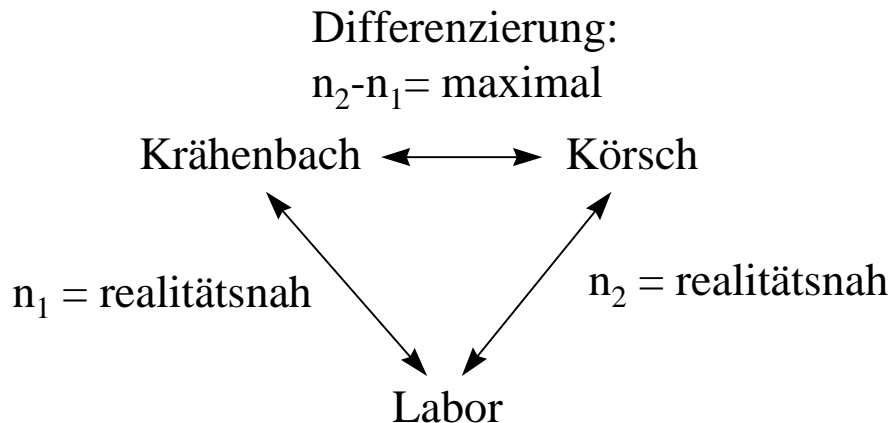 Differenzierung:
n₂-n₁= maximal
Krähenbach
Körsch
n₁ = realitätsnah
n₂ = realitätsnah
Labor